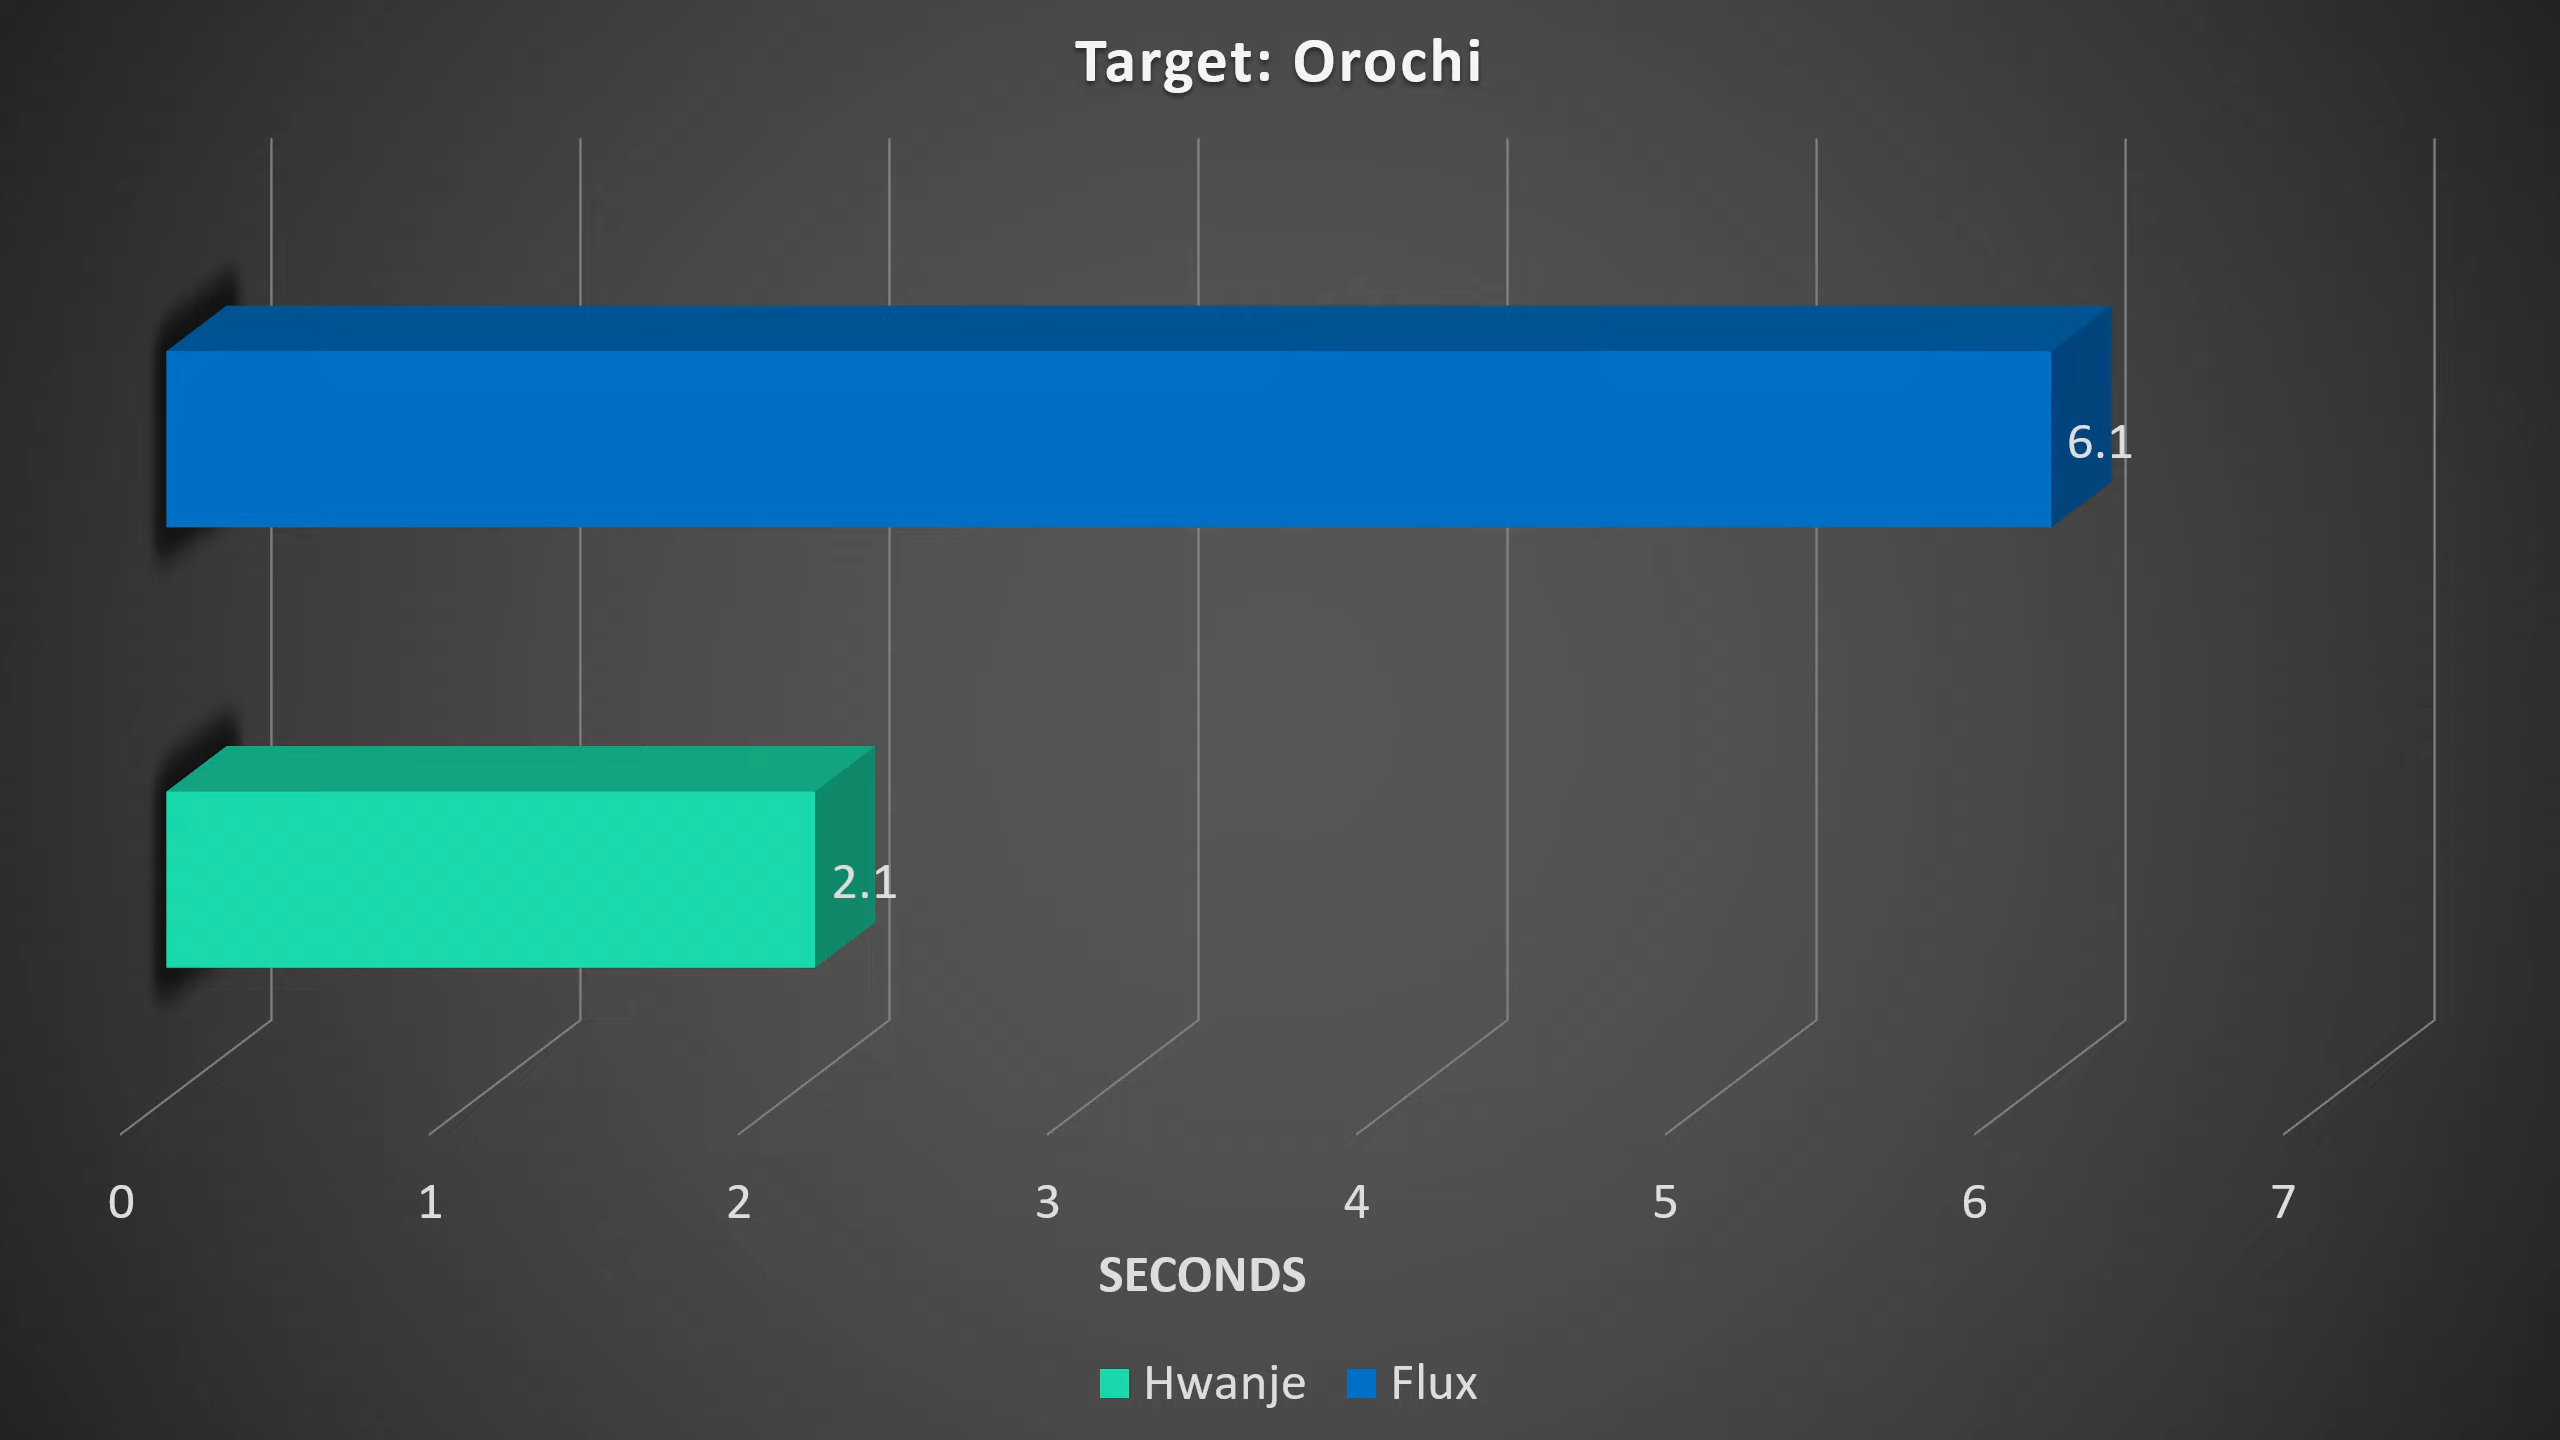 Target: Orochi
6.1
2.1
0 1 2 3 4 5 6 7
SECONDS
Hwanje Flux